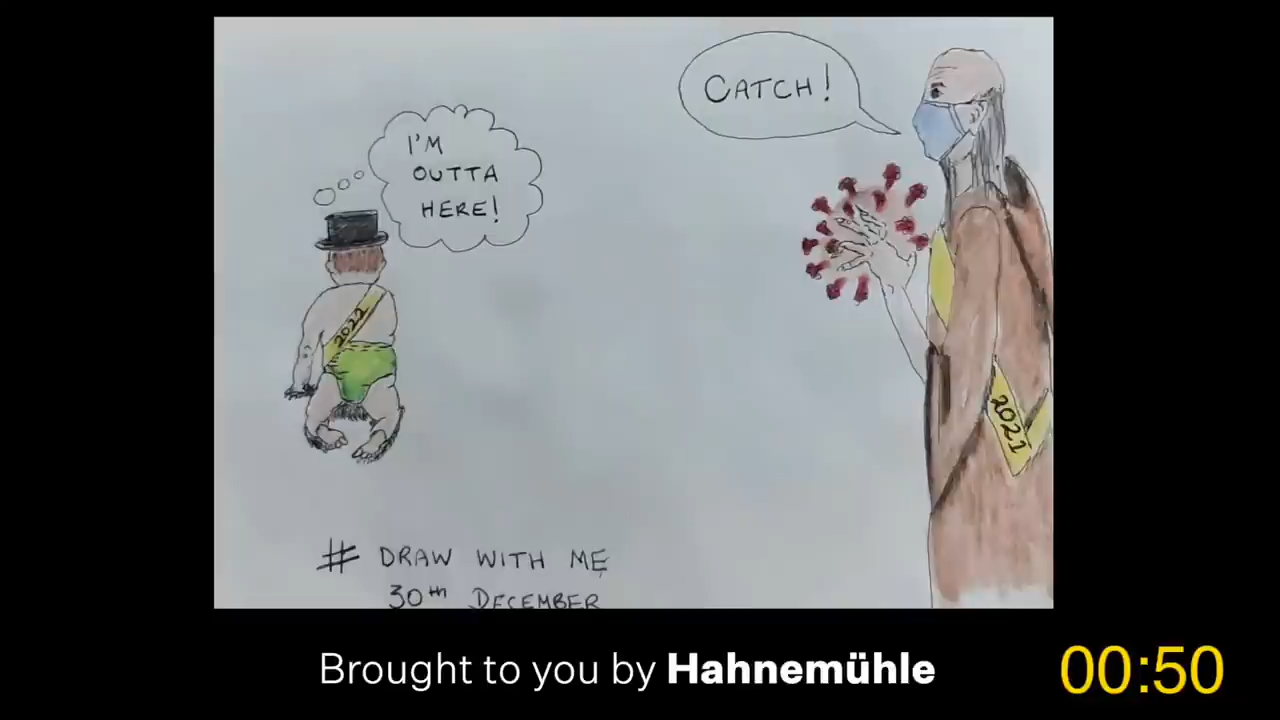 CATCH!
I'M
OUTTA
HERE!
2022
2021
# DRAW WITH ME
30TH DECEMBER
Brought to you by Hahnemühle
00:50